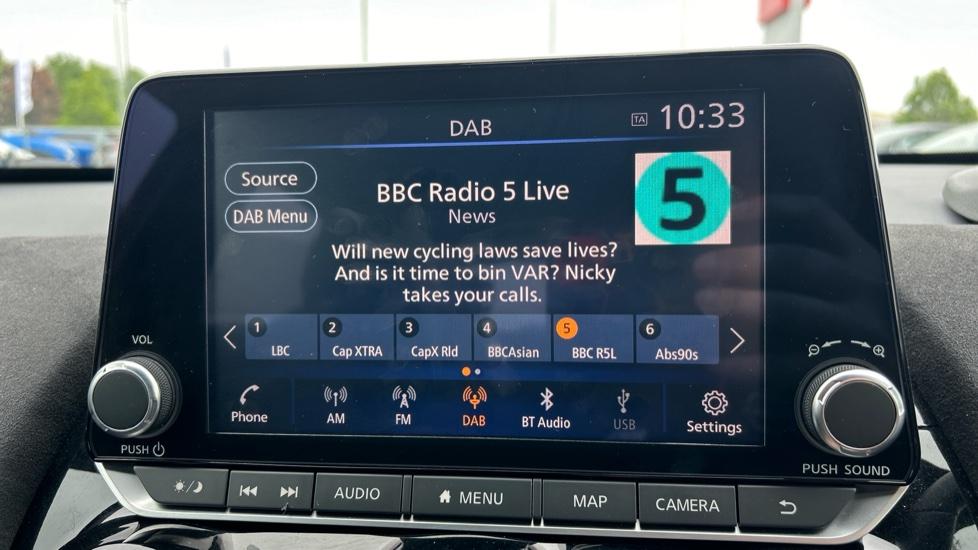 DAB
TA 10:33
Source
BBC Radio 5 Live
5
DAB Menu
News
Will new cycling laws save lives?
And is it time to bin VAR? Nicky
takes your calls.
1 2 3 4 5 6
LBC Cap XTRA CapX Rld BBCAsian BBC R5L Abs90s
Phone AM FM DAB BT Audio USB Settings
VOL
PUSH
PUSH SOUND
AUDIO MENU MAP CAMERA